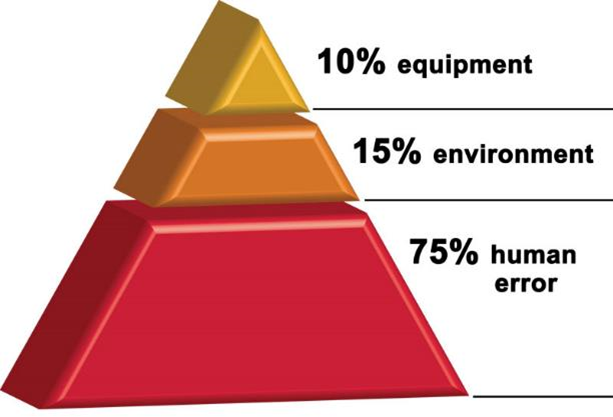 10% equipment
15% environment
75% human
error